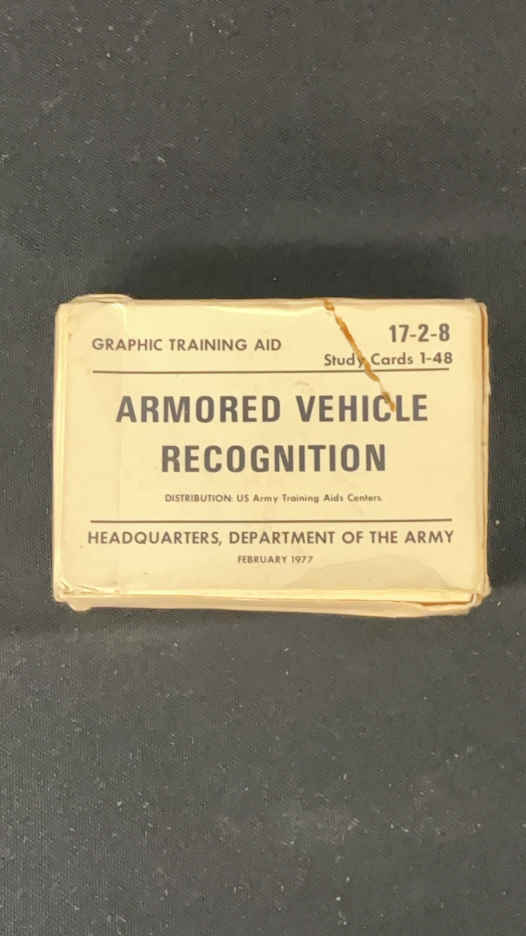 GRAPHIC TRAINING AID
17-2-8
Study Cards 1-48
ARMORED VEHICLE
RECOGNITION
DISTRIBUTION: US Army Training Aids Centers.
HEADQUARTERS, DEPARTMENT OF THE ARMY
FEBRUARY 1977